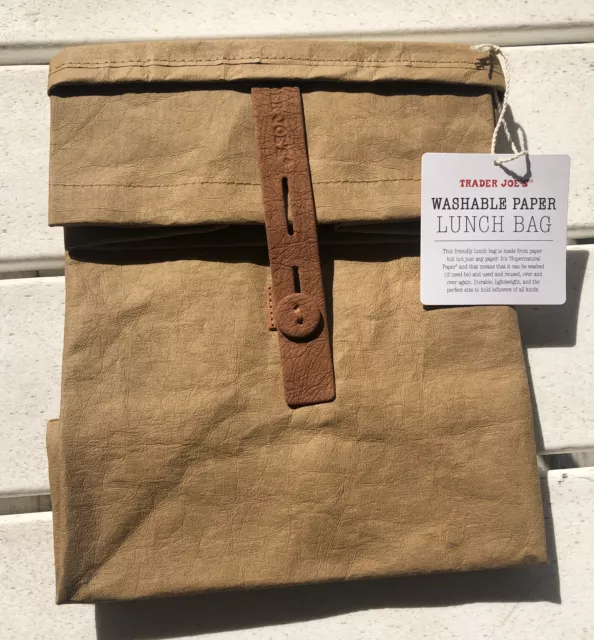 TRADER JOE'S
WASHABLE PAPER
LUNCH BAG
This friendly lunch bag is made from paper
but not just any paper. It's 'Supernatural
Paper' and that means that it can be washed
(if need be) and used and reused, over and
over again. Durable, lightweight, and the
perfect size to hold leftovers of all kinds.